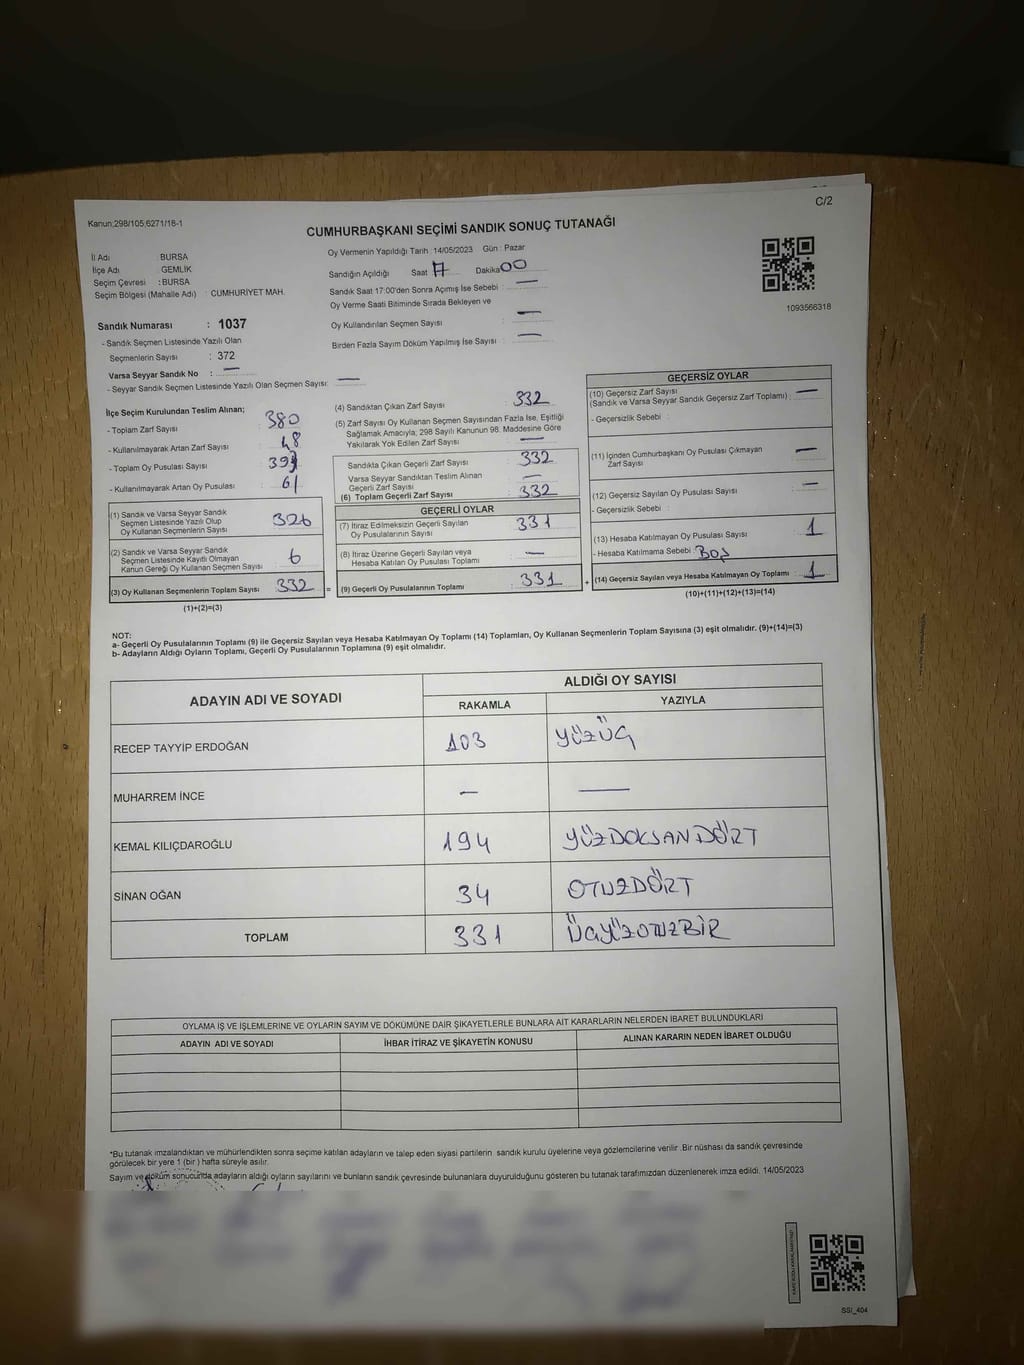 C/2
Kanun;298/105;6271/18-1
CUMHURBAŞKANI SEÇİMİ SANDIK SONUÇ TUTANAĞI
İl Adı : BURSA
İlçe Adı : GEMLİK
Seçim Çevresi : BURSA
Seçim Bölgesi (Mahalle Adı) : CUMHURİYET MAH.
Oy Vermenin Yapıldığı Tarih : 14/05/2023 Gün : Pazar
Sandığın Açıldığı Saat 17 Dakika 00
Sandık Saat 17:00'den Sonra Açımış İse Sebebi : —
Oy Verme Saati Bitiminde Sırada Bekleyen ve
Oy Kullandırılan Seçmen Sayısı : —
Birden Fazla Sayım Döküm Yapılmış İse Sayısı : —
1093566318
Sandık Numarası : 1037
- Sandık Seçmen Listesinde Yazılı Olan
Seçmenlerin Sayısı : 372
Varsa Seyyar Sandık No : —
- Seyyar Sandık Seçmen Listesinde Yazılı Olan Seçmen Sayısı: —
İlçe Seçim Kurulundan Teslim Alınan;
- Toplam Zarf Sayısı : 380
- Kullanılmayarak Artan Zarf Sayısı : 48
- Toplam Oy Pusulası Sayısı : 393
- Kullanılmayarak Artan Oy Pusulası : 61
(1) Sandık ve Varsa Seyyar Sandık
Seçmen Listesinde Yazılı Olup
Oy Kullanan Seçmenlerin Sayısı : 326
(2) Sandık ve Varsa Seyyar Sandık
Seçmen Listesinde Kayıtlı Olmayan
Kanun Gereği Oy Kullanan Seçmen Sayısı : 6
(3) Oy Kullanan Seçmenlerin Toplam Sayısı : 332
(1)+(2)=(3)
(4) Sandıktan Çıkan Zarf Sayısı : 332
(5) Zarf Sayısı Oy Kullanan Seçmen Sayısından Fazla İse, Eşitliği
Sağlamak Amacıyla; 298 Sayılı Kanunun 98. Maddesine Göre
Yakılarak Yok Edilen Zarf Sayısı : —
Sandıkta Çıkan Geçerli Zarf Sayısı : 332
Varsa Seyyar Sandıktan Teslim Alınan
Geçerli Zarf Sayısı : —
(6) Toplam Geçerli Zarf Sayısı : 332
GEÇERLİ OYLAR
(7) İtiraz Edilmeksizin Geçerli Sayılan
Oy Pusulalarının Sayısı : 331
(8) İtiraz Üzerine Geçerli Sayılan veya
Hesaba Katılan Oy Pusulası Toplamı : —
= (9) Geçerli Oy Pusulalarının Toplamı : 331
GEÇERSİZ OYLAR
(10) Geçersiz Zarf Sayısı
(Sandık ve Varsa Seyyar Sandık Geçersiz Zarf Toplamı) : —
- Geçersizlik Sebebi :
(11) İçinden Cumhurbaşkanı Oy Pusulası Çıkmayan
Zarf Sayısı : —
(12) Geçersiz Sayılan Oy Pusulası Sayısı : —
- Geçersizlik Sebebi :
(13) Hesaba Katılmayan Oy Pusulası Sayısı : 1
- Hesaba Katılmama Sebebi : BOŞ
+ (14) Geçersiz Sayılan veya Hesaba Katılmayan Oy Toplamı : 1
(10)+(11)+(12)+(13)=(14)
NOT:
a- Geçerli Oy Pusulalarının Toplamı (9) ile Geçersiz Sayılan veya Hesaba Katılmayan Oy Toplamı (14) Toplamları, Oy Kullanan Seçmenlerin Toplam Sayısına (3) eşit olmalıdır. (9)+(14)=(3)
b- Adayların Aldığı Oyların Toplamı, Geçerli Oy Pusulalarının Toplamına (9) eşit olmalıdır.
ADAYIN ADI VE SOYADI
ALDIĞI OY SAYISI
RAKAMLA YAZIYLA
RECEP TAYYİP ERDOĞAN 103 YÜZÜÇ
MUHARREM İNCE — —
KEMAL KILIÇDAROĞLU 194 YÜZDOKSANDÖRT
SİNAN OĞAN 34 OTUZDÖRT
TOPLAM 331 ÜÇYÜZOTUZBİR
OYLAMA İŞ VE İŞLEMLERİNE VE OYLARIN SAYIM VE DÖKÜMÜNE DAİR ŞİKAYETLERLE BUNLARA AİT KARARLARIN NELERDEN İBARET BULUNDUKLARI
ADAYIN ADI VE SOYADI İHBAR İTİRAZ VE ŞİKAYETİN KONUSU ALINAN KARARIN NEDEN İBARET OLDUĞU
*Bu tutanak imzalandıktan ve mühürlendikten sonra seçime katılan adayların ve talep eden siyasi partilerin sandık kurulu üyelerine veya gözlemcilerine verilir .Bir nüshası da sandık çevresinde
görülecek bir yere 1 (bir ) hafta süreyle asılır.
Sayım ve döküm sonucunda adayların aldığı oyların sayılarını ve bunların sandık çevresinde bulunanlara duyurulduğunu gösteren bu tutanak tarafımızdan düzenlenerek imza edildi. 14/05/2023
SSI_404